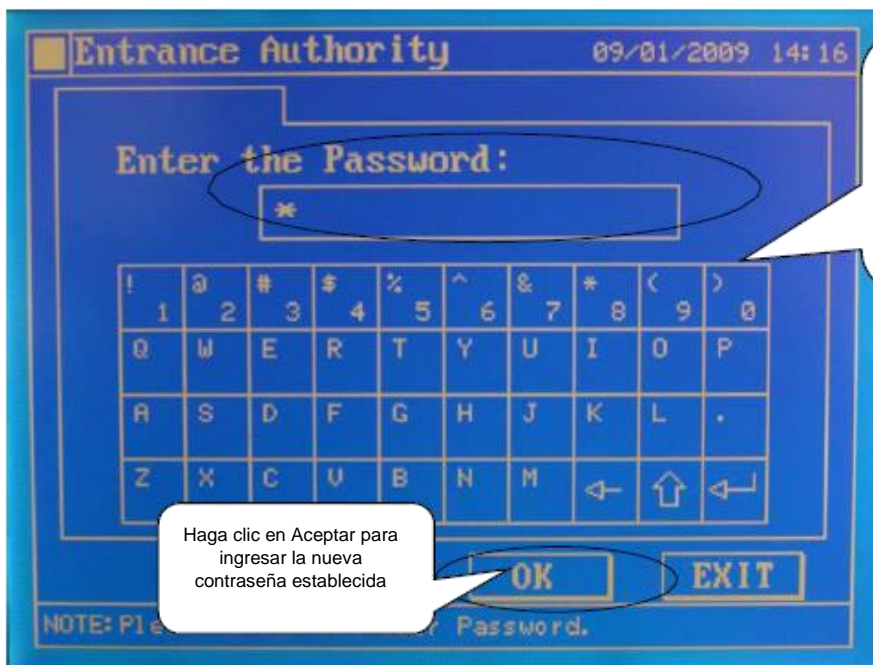 Entrance Authority 09/01/2009 14:16
Enter the Password:
*
! @ # $ % ^ & * ( )
1 2 3 4 5 6 7 8 9 0
Q W E R T Y U I O P
A S D F G H J K L .
Z X C V B N M
Haga clic en Aceptar para
ingresar la nueva
contraseña establecida
OK EXIT
NOTE: Password.